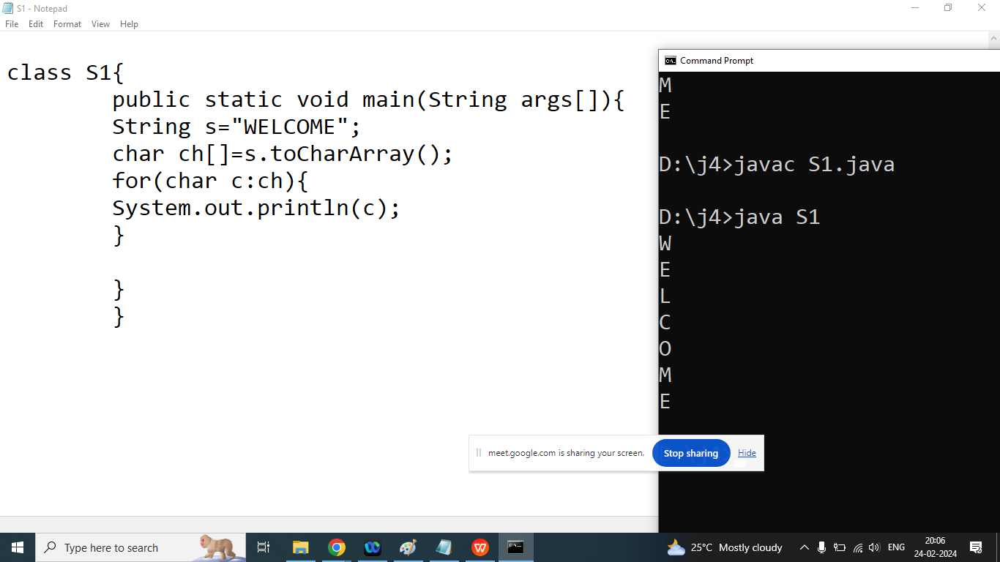 S1 - Notepad
File Edit Format View Help
class S1{
public static void main(String args[]){
String s="WELCOME";
char ch[]=s.toCharArray();
for(char c:ch){
System.out.println(c);
}
}
}
Command Prompt
M
E
D:\j4>javac S1.java
D:\j4>java S1
W
E
L
C
O
M
E
meet.google.com is sharing your screen. Stop sharing Hide
Type here to search
25°C Mostly cloudy
ENG
20:06
24-02-2024